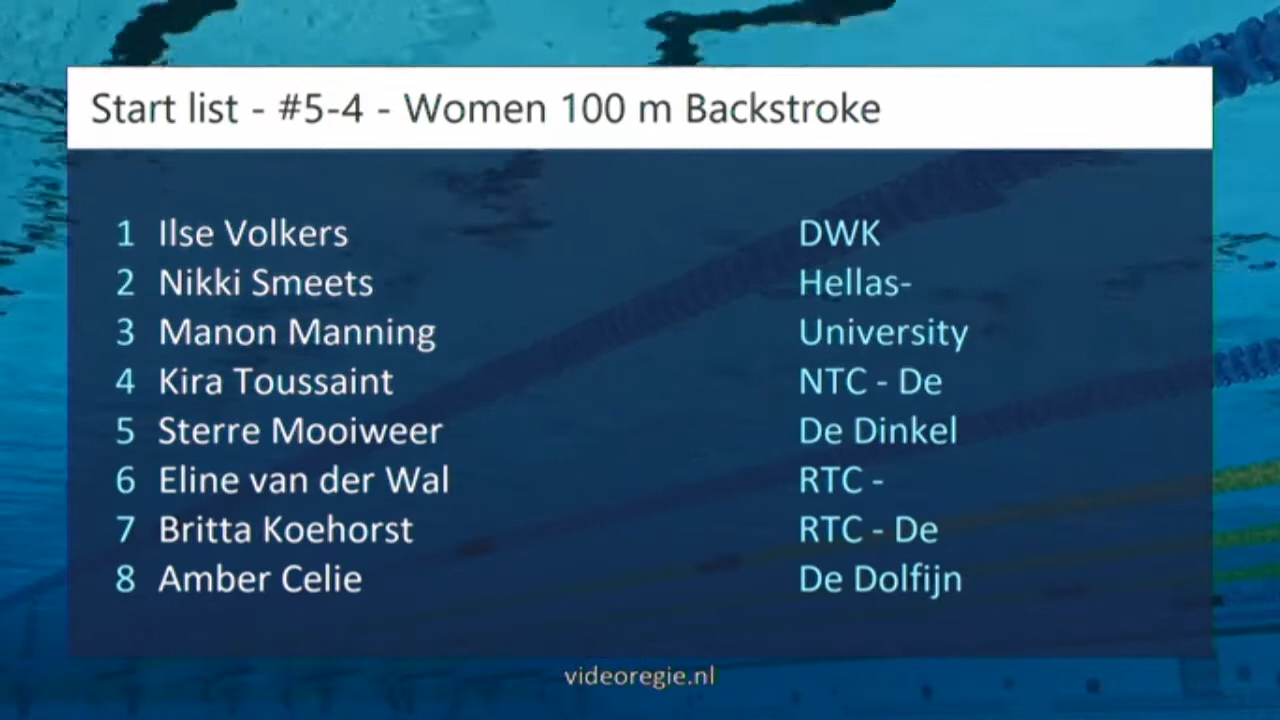 Start list - #5-4 - Women 100 m Backstroke
1 Ilse Volkers DWK
2 Nikki Smeets Hellas-
3 Manon Manning University
4 Kira Toussaint NTC - De
5 Sterre Mooiweer De Dinkel
6 Eline van der Wal RTC -
7 Britta Koehorst RTC - De
8 Amber Celie De Dolfijn
videoregie.nl